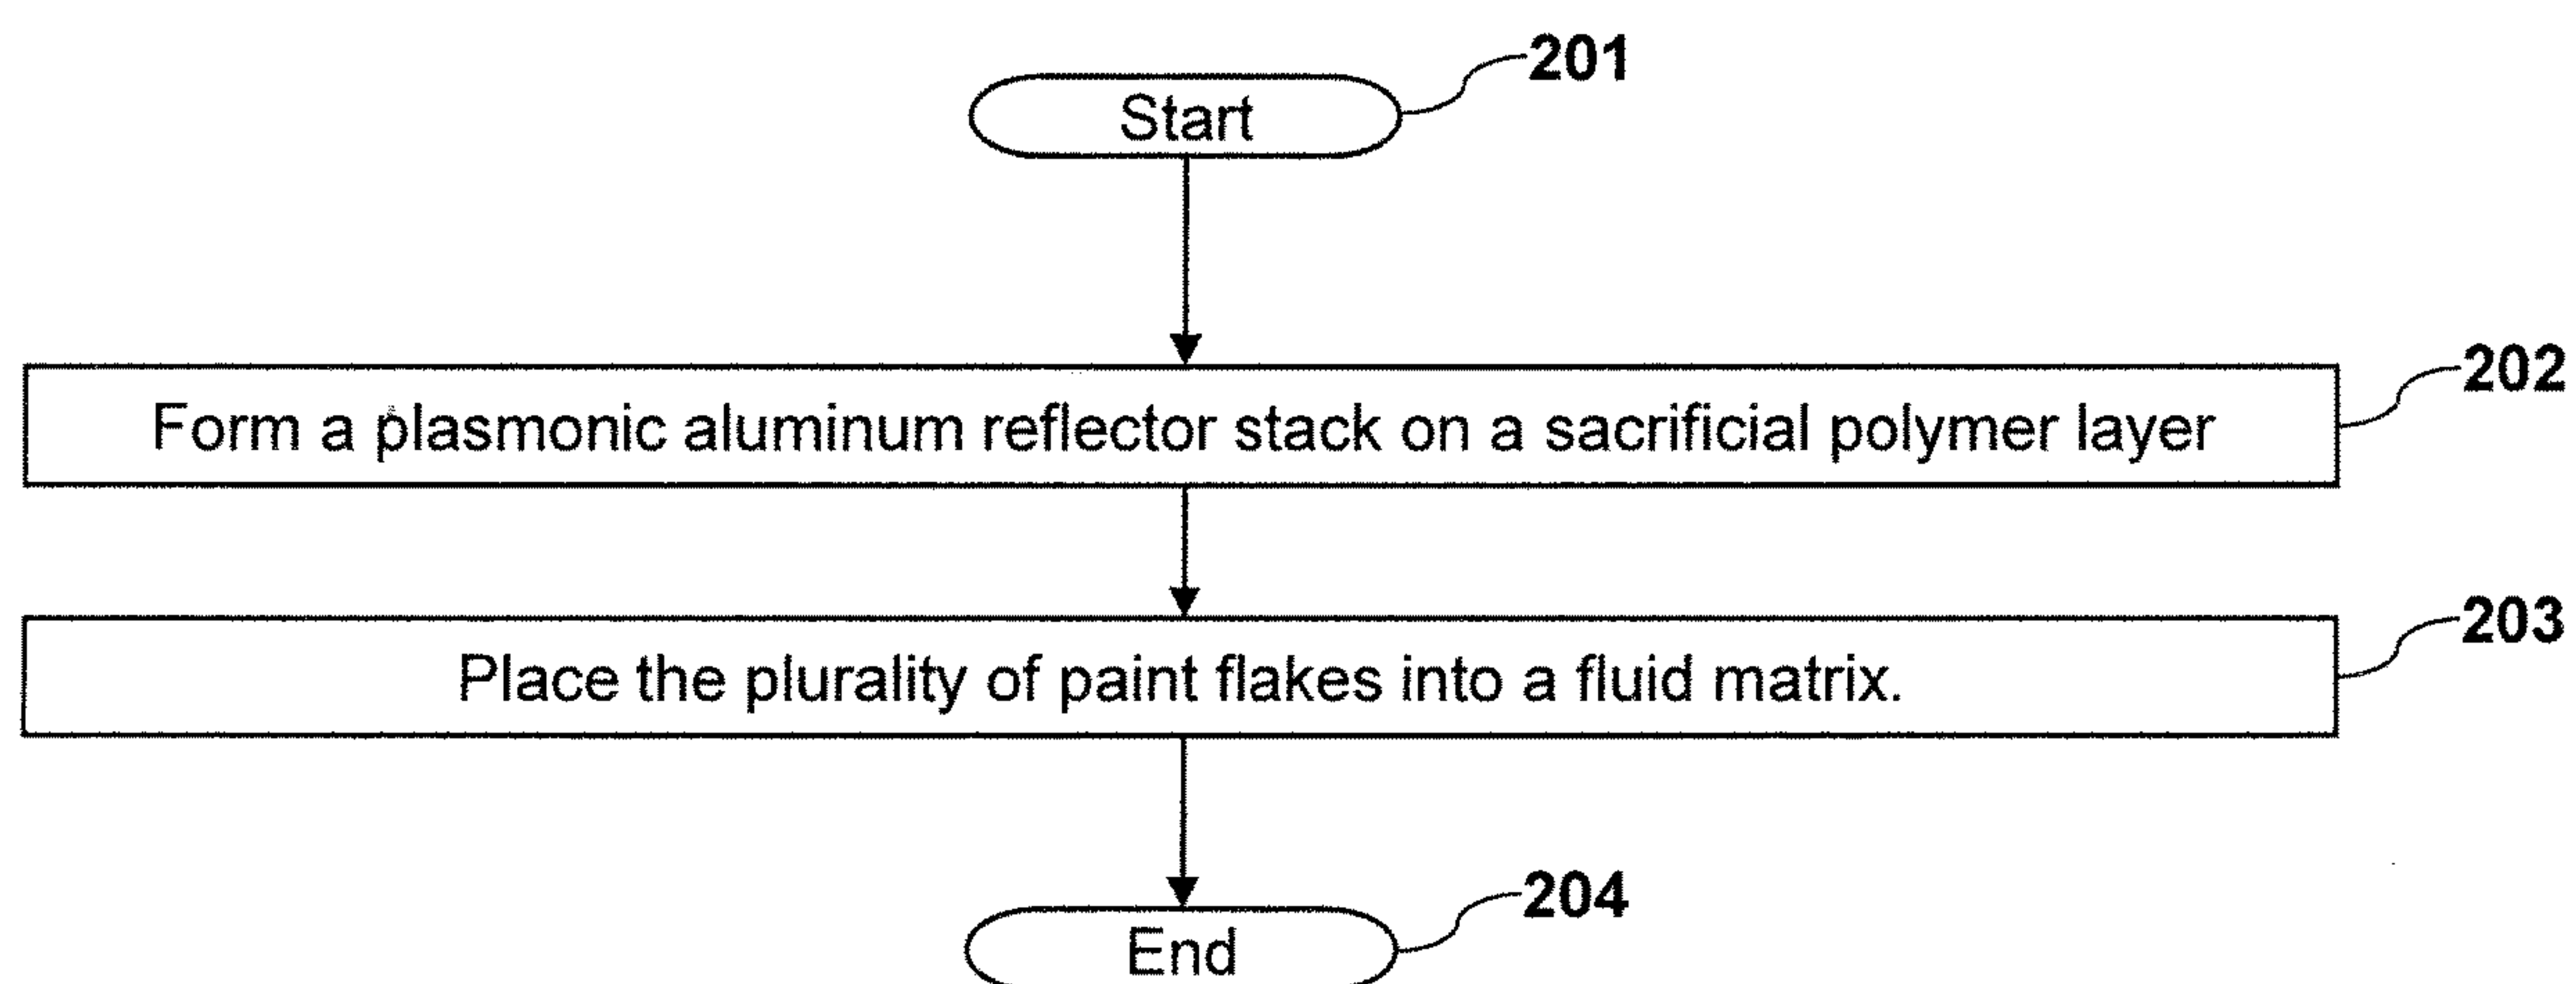 201
Start
202
Form a plasmonic aluminum reflector stack on a sacrificial polymer layer
203
Place the plurality of paint flakes into a fluid matrix.
204
End